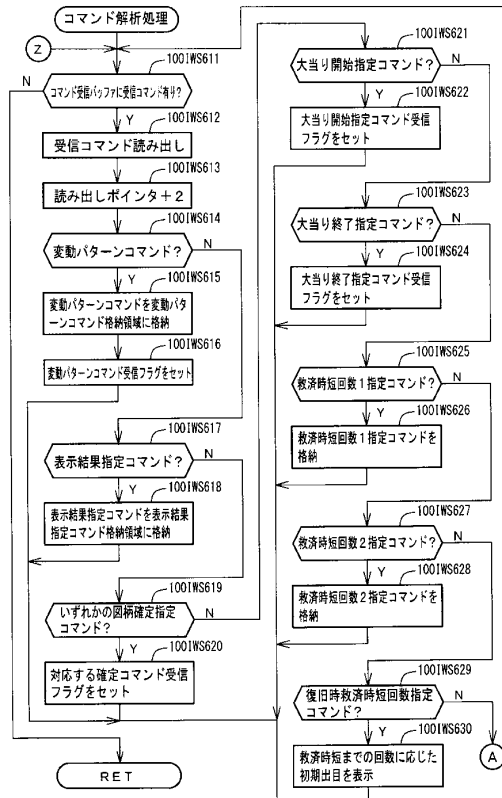 コマンド解析処理
Z
100IWS611
コマンド受信バッファに受信コマンド有り?
N
Y
100IWS612
受信コマンド読み出し
100IWS613
読み出しポインタ+2
100IWS614
変動パターンコマンド?
N
Y
100IWS615
変動パターンコマンドを変動パ
ターンコマンド格納領域に格納
100IWS616
変動パターンコマンド受信フラグをセット
100IWS617
表示結果指定コマンド?
N
Y
100IWS618
表示結果指定コマンドを表示結果
指定コマンド格納領域に格納
100IWS619
いずれかの図柄確定指定
コマンド?
N
Y
100IWS620
対応する確定コマンド受信
フラグをセット
RET
100IWS621
大当り開始指定コマンド?
N
Y
100IWS622
大当り開始指定コマンド受信
フラグをセット
100IWS623
大当り終了指定コマンド?
N
Y
100IWS624
大当り終了指定コマンド受信
フラグをセット
100IWS625
救済時短回数1指定コマンド?
N
Y
100IWS626
救済時短回数1指定コマンドを
格納
100IWS627
救済時短回数2指定コマンド?
N
Y
100IWS628
救済時短回数2指定コマンドを
格納
100IWS629
復旧時救済時短回数指定
コマンド?
N
Y
A
100IWS630
救済時短までの回数に応じた
初期出目を表示